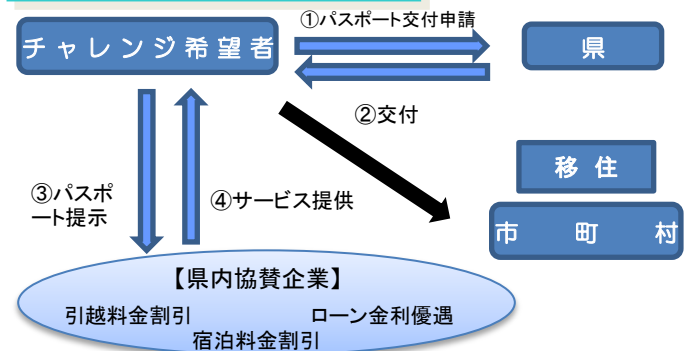 ①パスポート交付申請
チャレンジ希望者
県
②交付
移住
③パスポ
ート提示
④サービス提供
市町村
【県内協賛企業】
引越料金割引 ローン金利優遇
宿泊料金割引